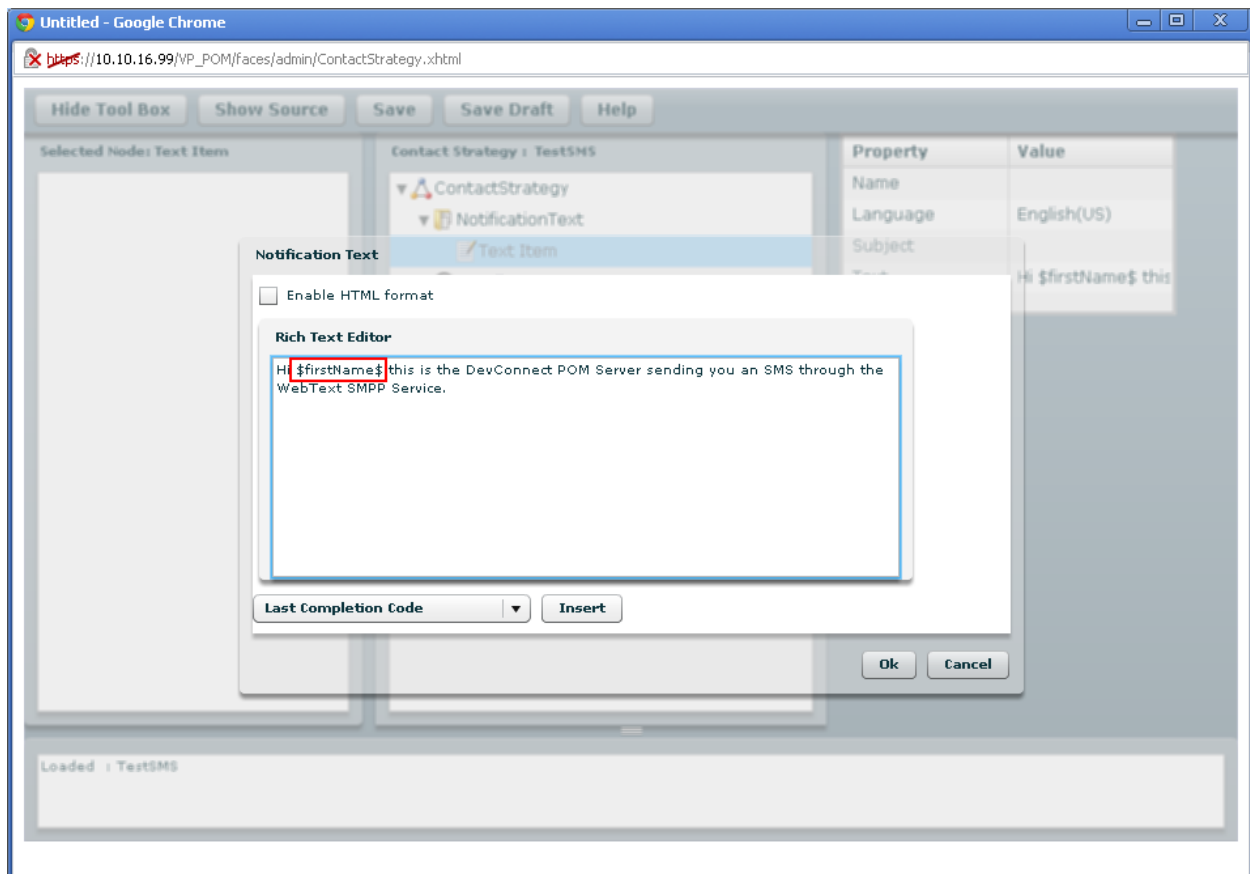 Untitled - Google Chrome
https://10.10.16.99/VP_POM/faces/admin/ContactStrategy.xhtml
Hide Tool Box Show Source Save Save Draft Help
Selected Node: Text Item Contact Strategy : TestSMS Property Value
ContactStrategy Name
NotificationText Language English(US)
Text Item Subject
Notification Text
Text Hi $firstName$ this
Enable HTML format
Rich Text Editor
Hi $firstName$ this is the DevConnect POM Server sending you an SMS through the
WebText SMPP Service.
Last Completion Code Insert
Ok Cancel
Loaded : TestSMS